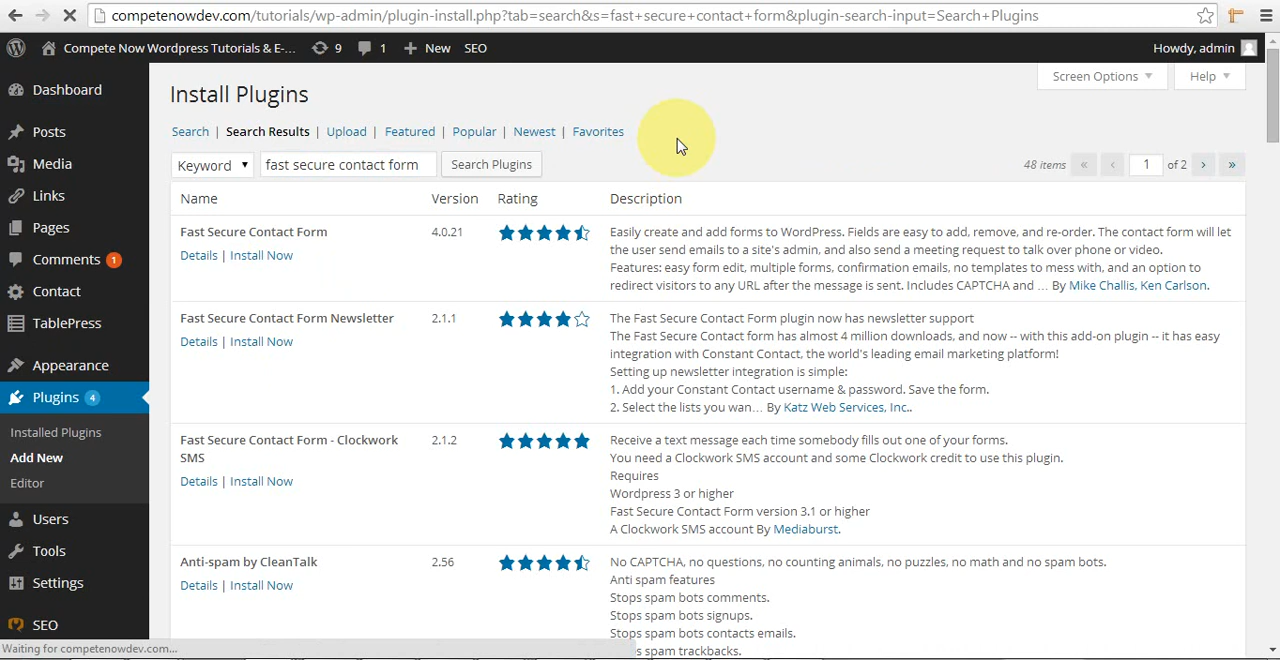 competenowdev.com/tutorials/wp-admin/plugin-install.php?tab=search&s=fast+secure+contact+form&plugin-search-input=Search+Plugins
Compete Now Wordpress Tutorials & E-... 9 1 + New SEO Howdy, admin
Screen Options Help
Install Plugins
Search | Search Results | Upload | Featured | Popular | Newest | Favorites
Keyword fast secure contact form Search Plugins 48 items « ‹ 1 of 2 › »
Name Version Rating Description
Fast Secure Contact Form 4.0.21 Easily create and add forms to WordPress. Fields are easy to add, remove, and re-order. The contact form will let
Details | Install Now the user send emails to a site's admin, and also send a meeting request to talk over phone or video.
Features: easy form edit, multiple forms, confirmation emails, no templates to mess with, and an option to
redirect visitors to any URL after the message is sent. Includes CAPTCHA and … By Mike Challis, Ken Carlson.
Fast Secure Contact Form Newsletter 2.1.1 The Fast Secure Contact Form plugin now has newsletter support
Details | Install Now The Fast Secure Contact form has almost 4 million downloads, and now -- with this add-on plugin -- it has easy
integration with Constant Contact, the world's leading email marketing platform!
Setting up newsletter integration is simple:
1. Add your Constant Contact username & password. Save the form.
2. Select the lists you wan… By Katz Web Services, Inc..
Fast Secure Contact Form - Clockwork 2.1.2 Receive a text message each time somebody fills out one of your forms.
SMS You need a Clockwork SMS account and some Clockwork credit to use this plugin.
Details | Install Now Requires
Wordpress 3 or higher
Fast Secure Contact Form version 3.1 or higher
A Clockwork SMS account By Mediaburst.
Anti-spam by CleanTalk 2.56 No CAPTCHA, no questions, no counting animals, no puzzles, no math and no spam bots.
Details | Install Now Anti spam features
Stops spam bots comments.
Stops spam bots signups.
Stops spam bots contacts emails.
Stops spam bots trackbacks.
Dashboard
Posts
Media
Links
Pages
Comments 1
Contact
TablePress
Appearance
Plugins 4
Installed Plugins
Add New
Editor
Users
Tools
Settings
SEO
Waiting for competenowdev.com...